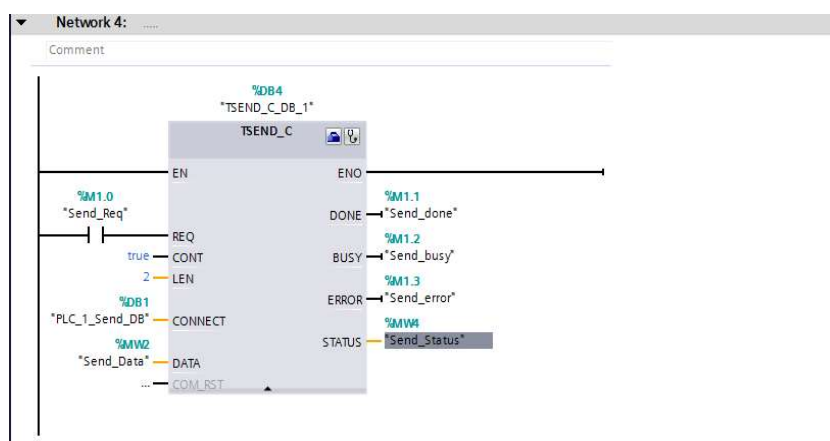 Network 4: .....
Comment
%DB4
"TSEND_C_DB_1"
TSEND_C
EN ENO
%M1.0
"Send_Req"
REQ
%M1.1
DONE "Send_done"
true CONT
%M1.2
BUSY "Send_busy"
2 LEN
%M1.3
ERROR "Send_error"
%DB1
"PLC_1_Send_DB" CONNECT
%MW4
STATUS "Send_Status"
%MW2
"Send_Data" DATA
... COM_RST